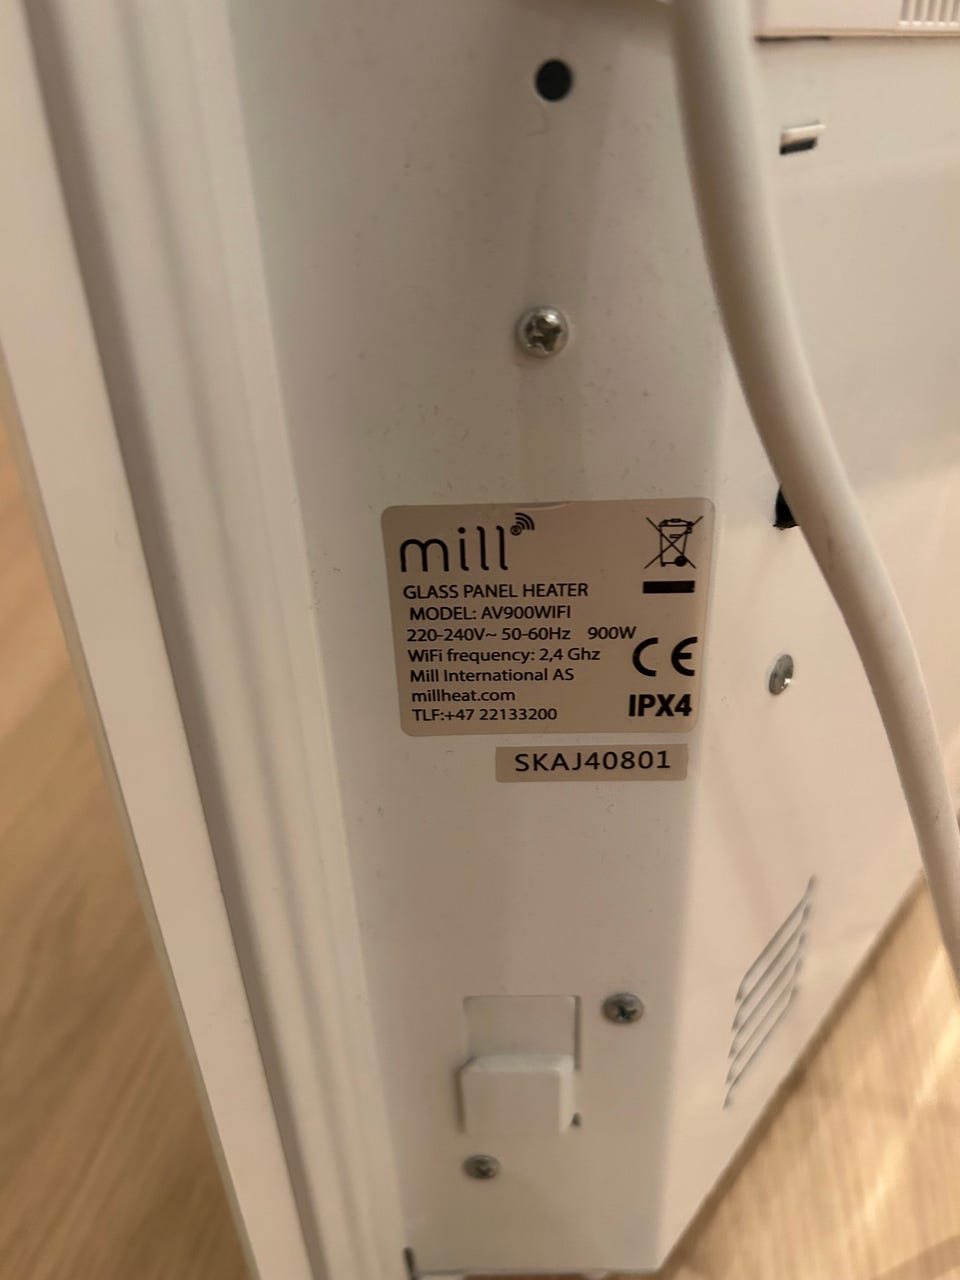 mill®
GLASS PANEL HEATER
MODEL: AV900WIFI
220-240V~ 50-60Hz 900W
WiFi frequency: 2,4 Ghz
Mill International AS
millheat.com
TLF:+47 22133200
CE
IPX4
SKAJ40801